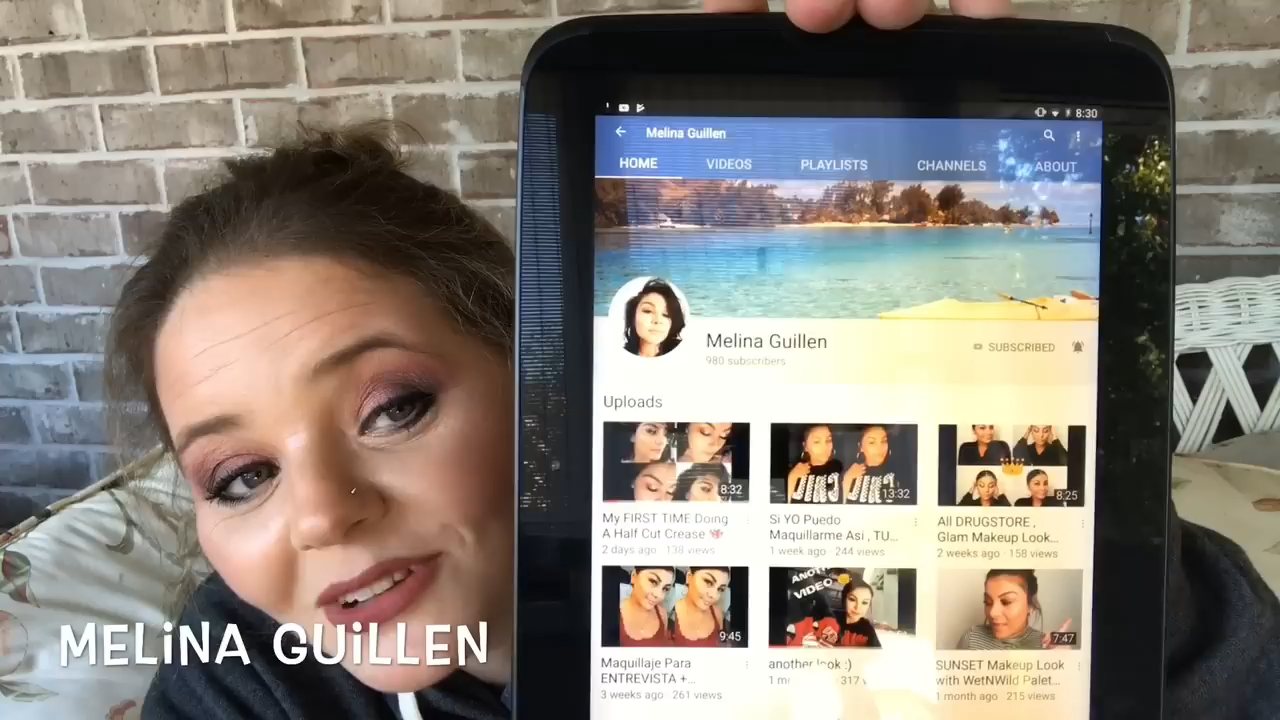 8:30
Melina Guillen
HOME VIDEOS PLAYLISTS CHANNELS ABOUT
Melina Guillen
980 subscribers
SUBSCRIBED
Uploads
8:32
13:32
8:25
My FIRST TIME Doing
A Half Cut Crease
2 days ago · 138 views
Si YO Puedo
Maquillarme Asi , TU...
1 week ago · 244 views
All DRUGSTORE ,
Glam Makeup Look...
2 weeks ago · 158 views
ANOTH
VIDEO
9:45
7:47
Maquillaje Para
ENTREVISTA +...
3 weeks ago · 261 views
another look :)
1 m 317 v
SUNSET Makeup Look
with WetNWild Palet...
1 month ago · 215 views
MELiNA GUiLLEN